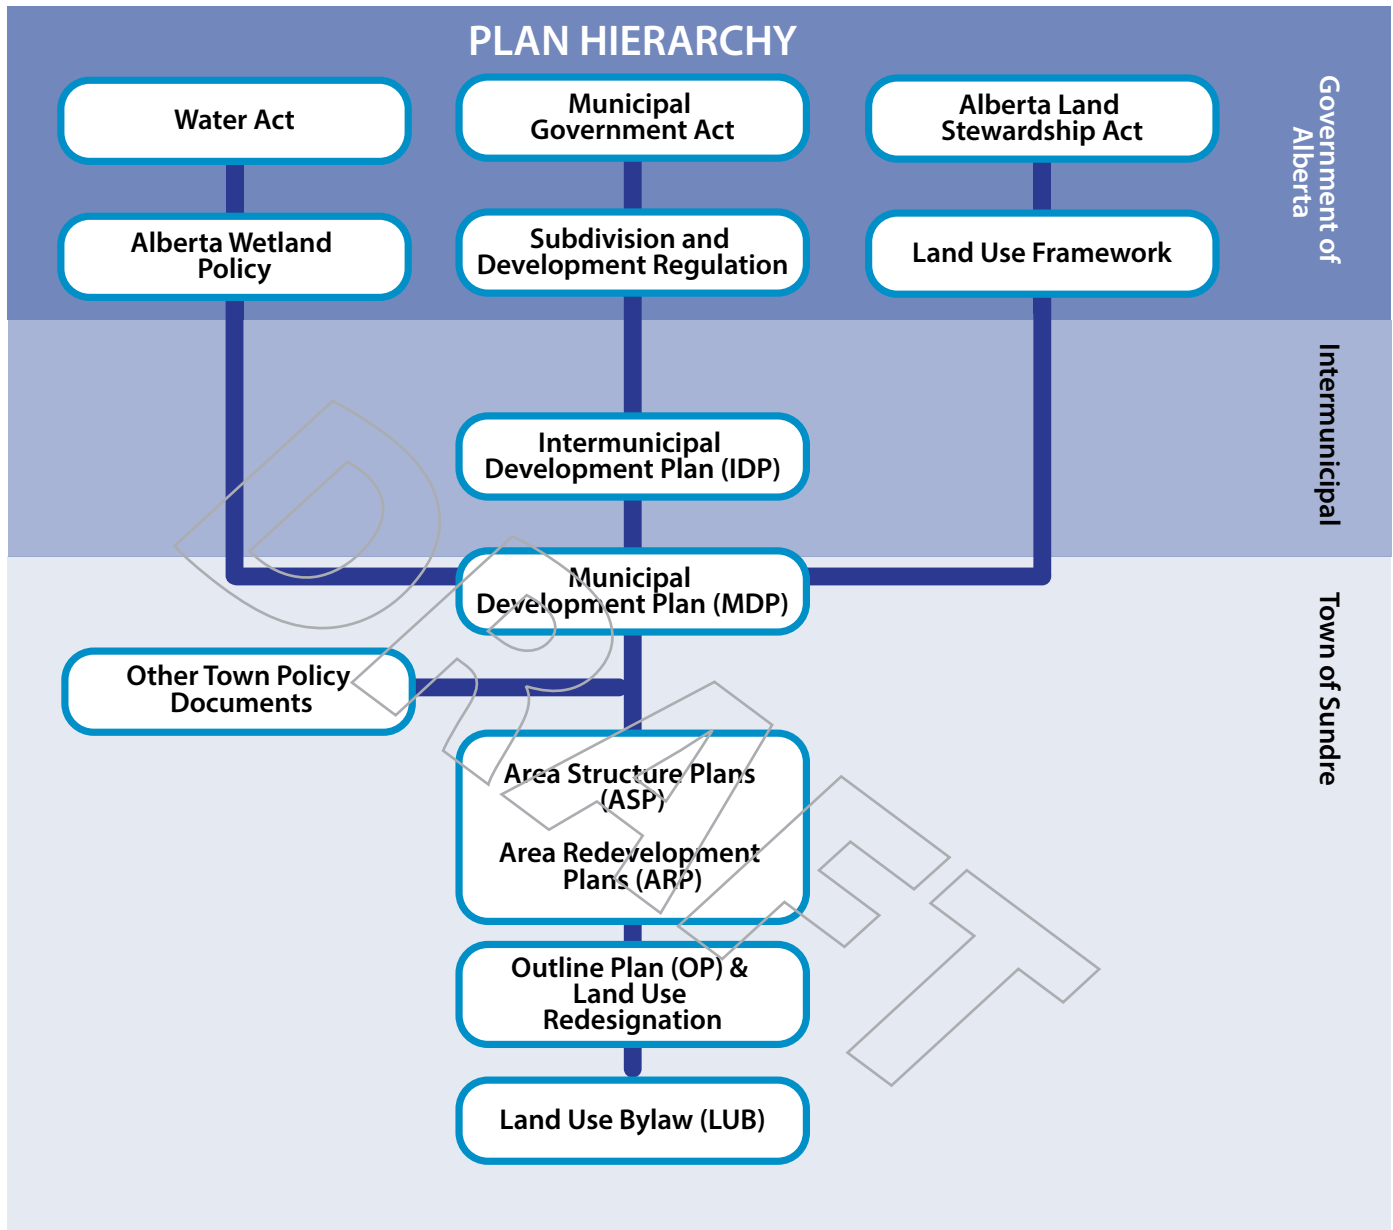 PLAN HIERARCHY
Water Act
Municipal
Government Act
Alberta Land
Stewardship Act
Government of
Alberta
Alberta Wetland
Policy
Subdivision and
Development Regulation
Land Use Framework
Intermunicipal
Development Plan (IDP)
Intermunicipal
Municipal
Development Plan (MDP)
Town of Sundre
Other Town Policy
Documents
Area Structure Plans
(ASP)
Area Redevelopment
Plans (ARP)
Outline Plan (OP) &
Land Use
Redesignation
Land Use Bylaw (LUB)
DRAFT